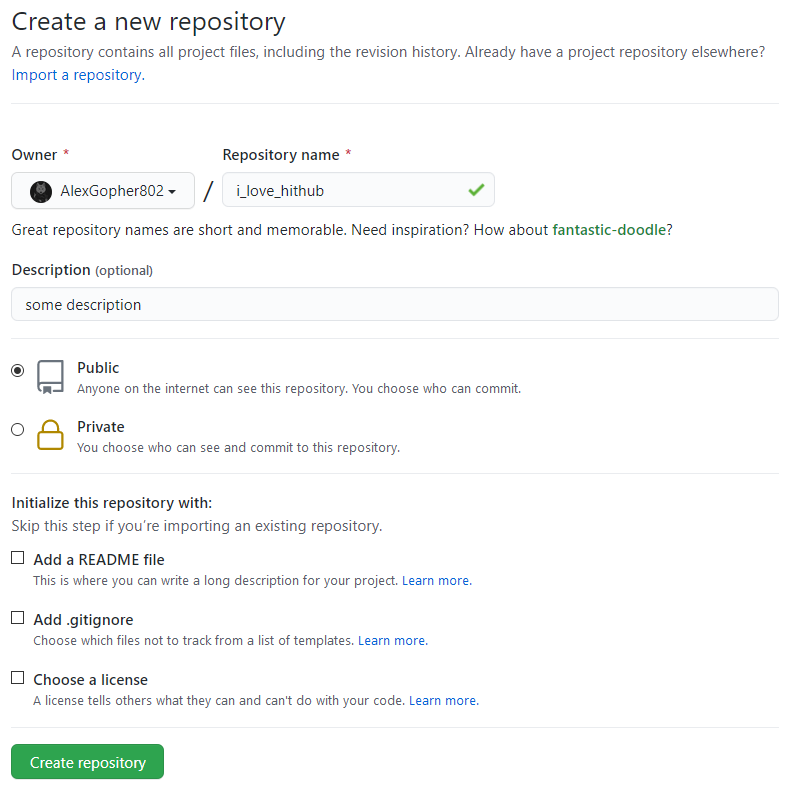 Create a new repository
A repository contains all project files, including the revision history. Already have a project repository elsewhere?
Import a repository.
Owner * Repository name *
AlexGopher802 / i_love_hithub
Great repository names are short and memorable. Need inspiration? How about fantastic-doodle?
Description (optional)
some description
Public
Anyone on the internet can see this repository. You choose who can commit.
Private
You choose who can see and commit to this repository.
Initialize this repository with:
Skip this step if you’re importing an existing repository.
Add a README file
This is where you can write a long description for your project. Learn more.
Add .gitignore
Choose which files not to track from a list of templates. Learn more.
Choose a license
A license tells others what they can and can't do with your code. Learn more.
Create repository